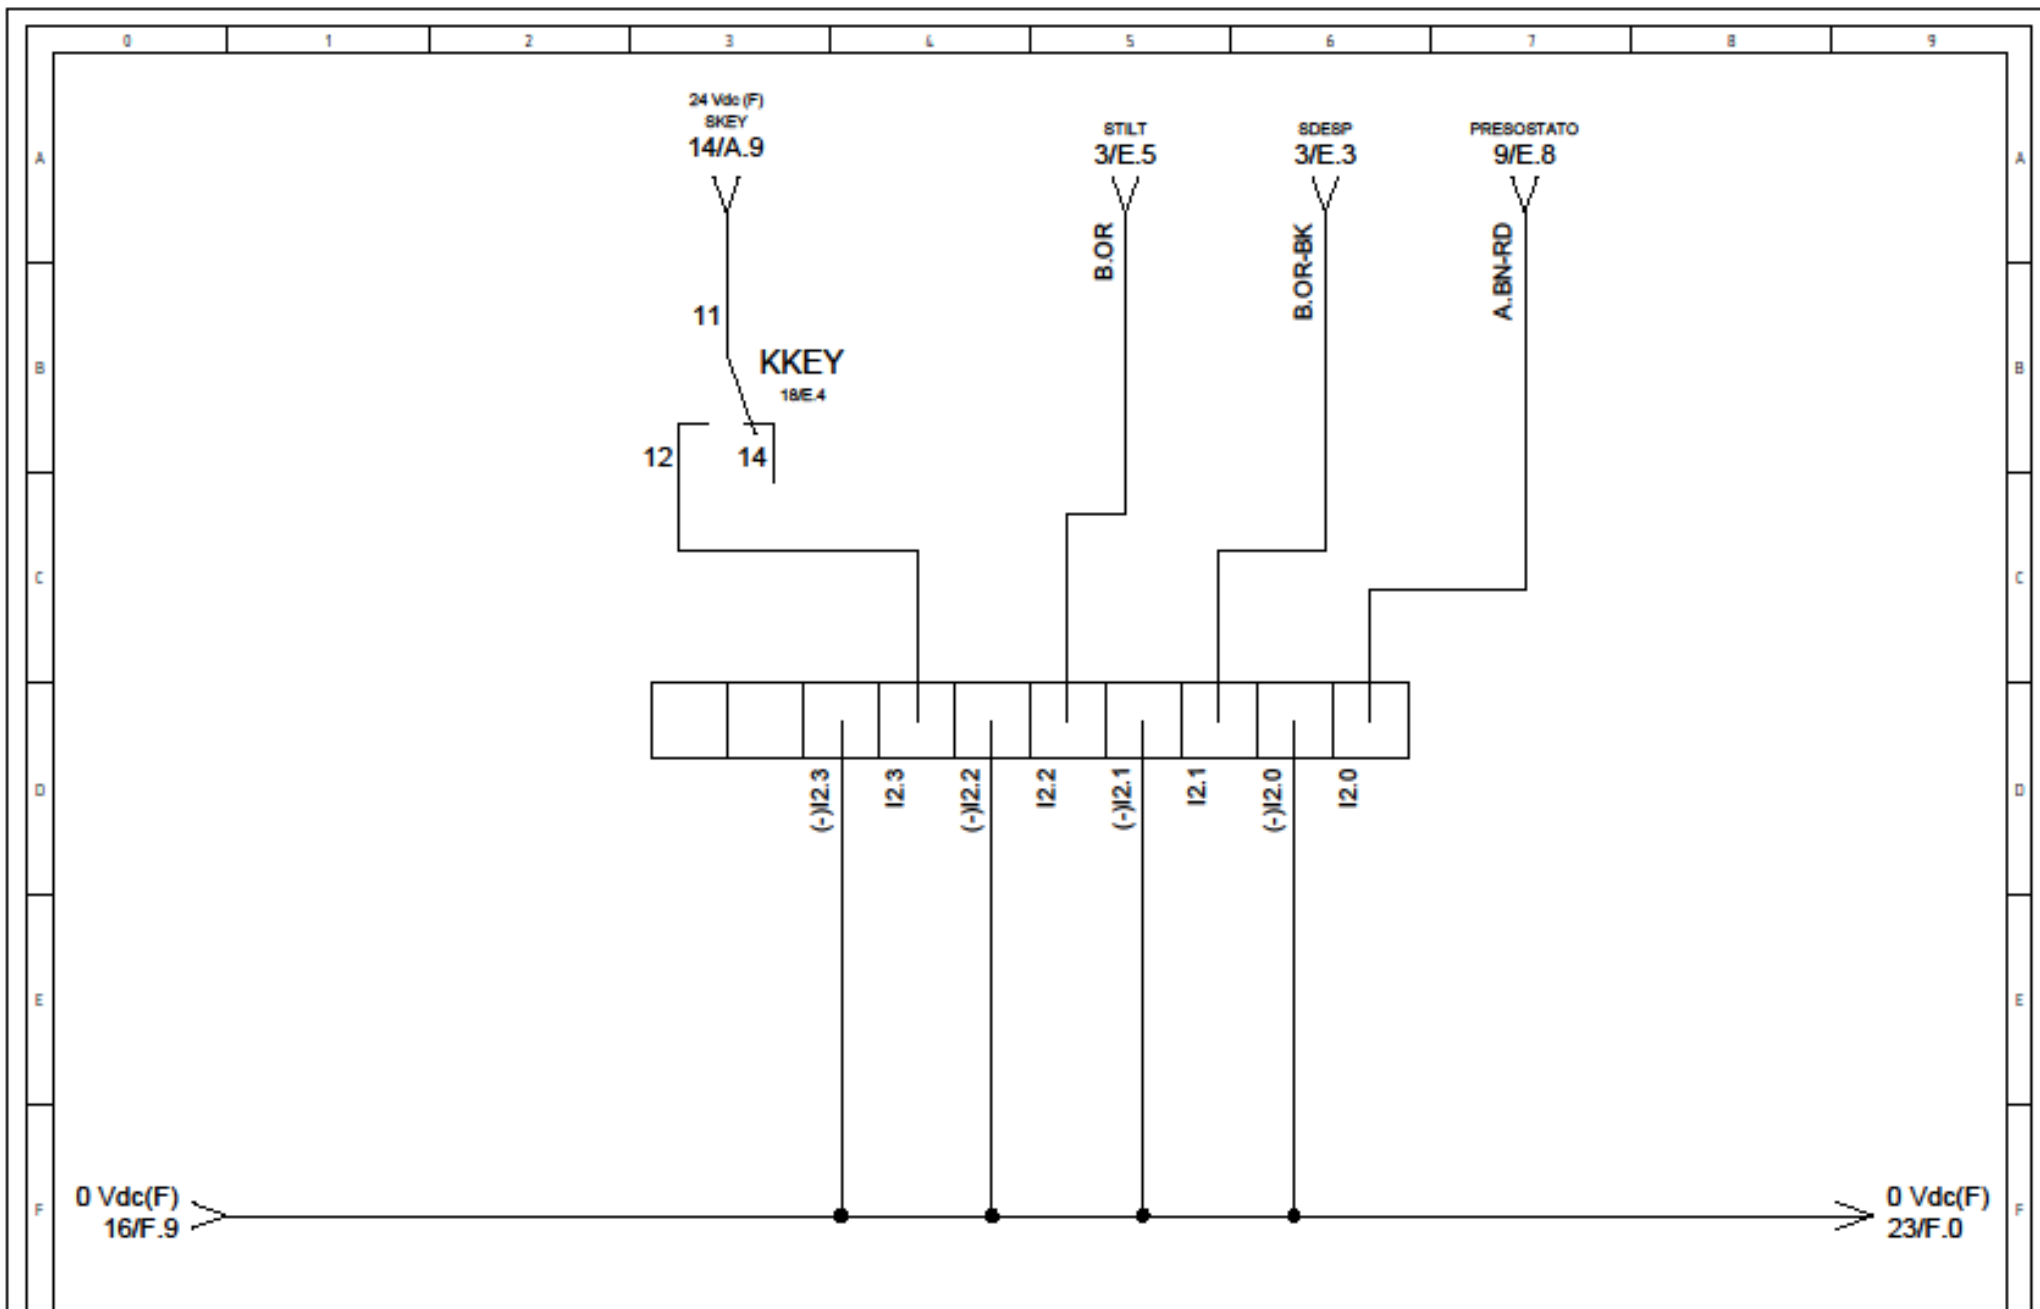 0 1 2 3 4 5 6 7 8 9
24 Vdc (F)
SKEY
14/A.9
STILT
3/E.5
SDESP
3/E.3
PRESOSTATO
9/E.8
A
A
B.OR
B.OR-BK
A.BN-RD
11
KKEY
18/E.4
B
B
12
14
C
C
(-)I2.3
I2.3
(-)I2.2
I2.2
(-)I2.1
I2.1
(-)I2.0
I2.0
D
D
E
E
0 Vdc(F)
16/F.9
0 Vdc(F)
23/F.0
F
F